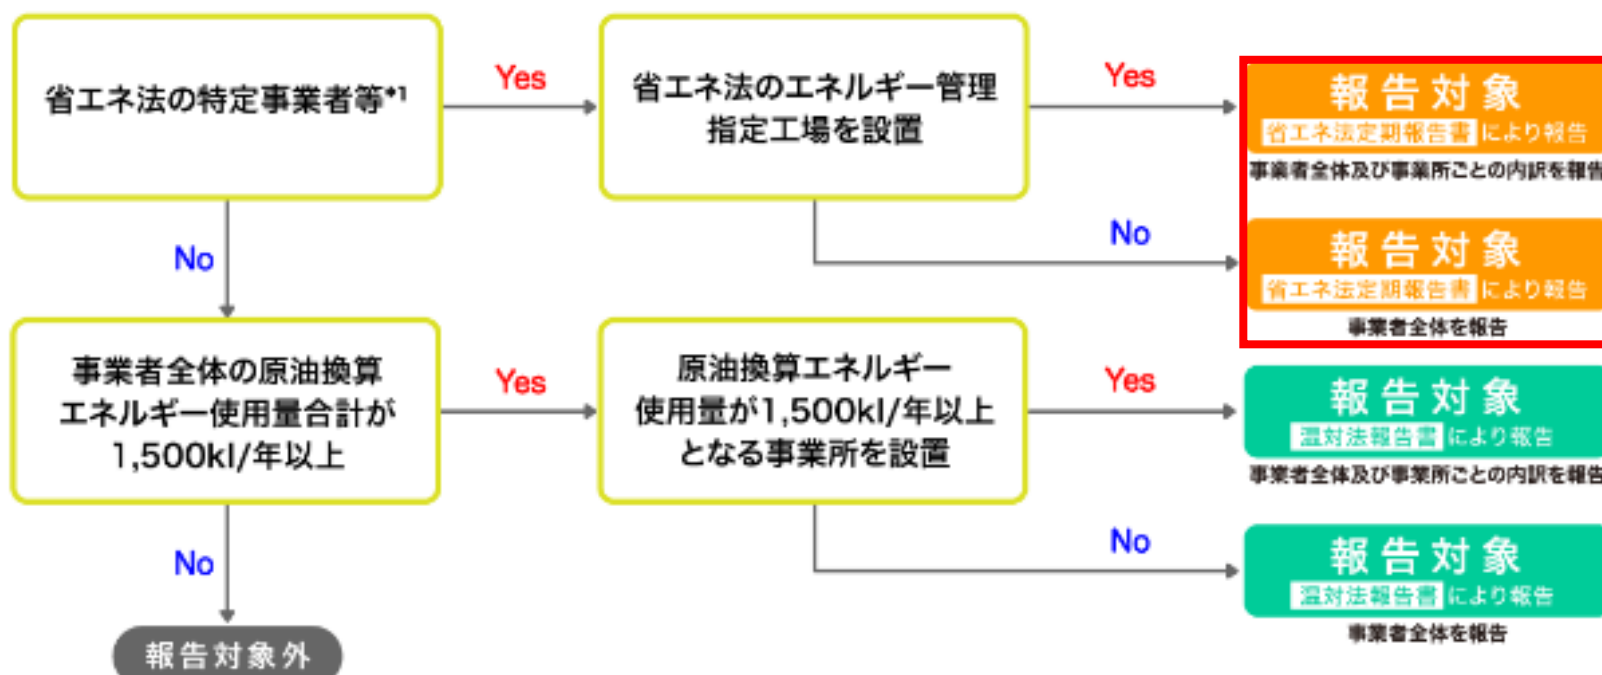 省エネ法の特定事業者等*1
Yes
省エネ法のエネルギー管理
指定工場を設置
Yes
報告対象
省エネ法定期報告書 により報告
事業者全体及び事業所ごとの内訳を報告
No
報告対象
省エネ法定期報告書 により報告
事業者全体を報告
No
事業者全体の原油換算
エネルギー使用量合計が
1,500kl/年以上
Yes
原油換算エネルギー
使用量が1,500kl/年以上
となる事業所を設置
Yes
報告対象
温対法報告書 により報告
事業者全体及び事業所ごとの内訳を報告
No
報告対象
温対法報告書 により報告
事業者全体を報告
No
報告対象外